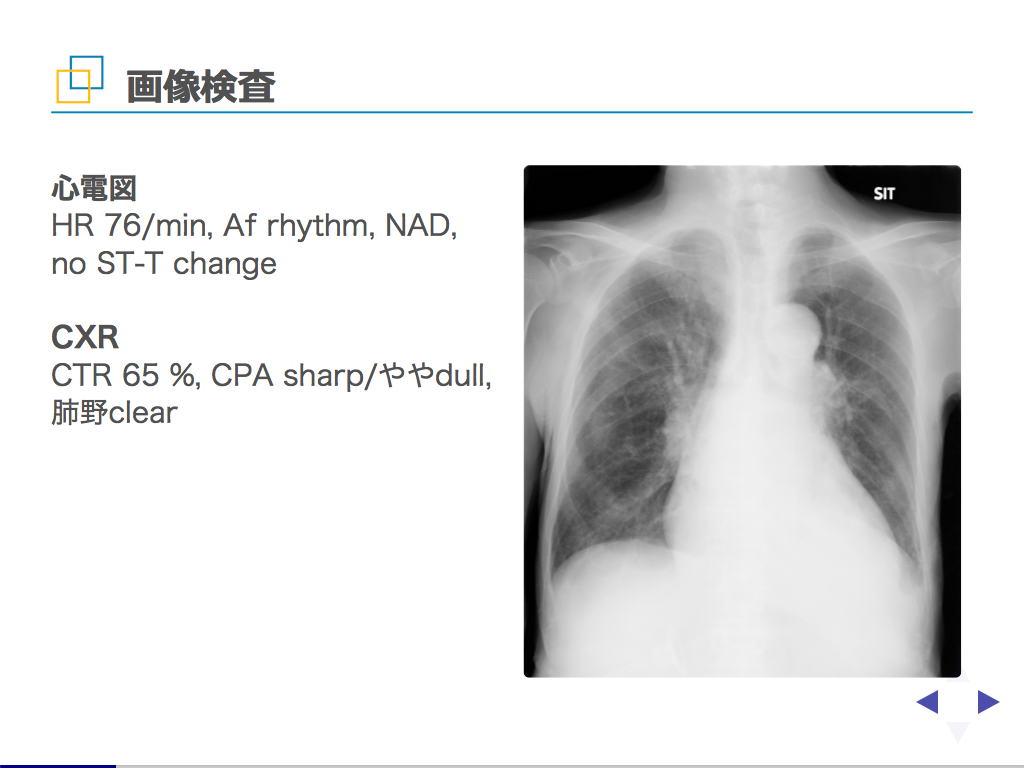 画像検査
心電図
HR 76/min, Af rhythm, NAD,
no ST-T change
CXR
CTR 65 %, CPA sharp/ややdull,
肺野clear
SIT